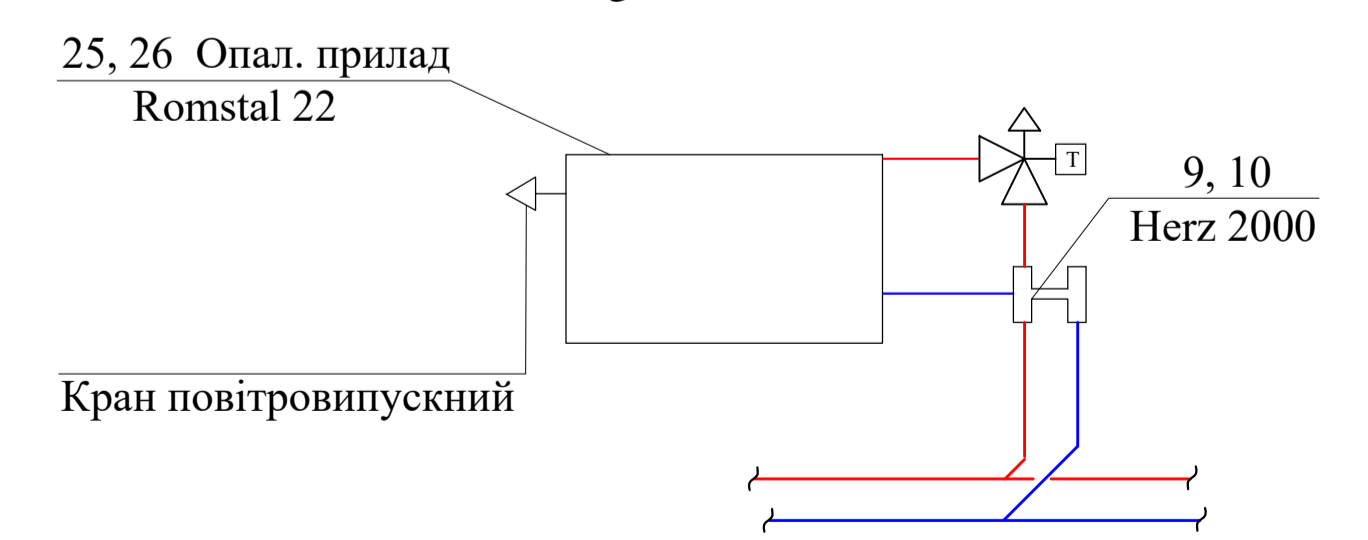 25, 26 Опал. прилад
Romstal 22
T
9, 10
Herz 2000
Кран повітровипускний